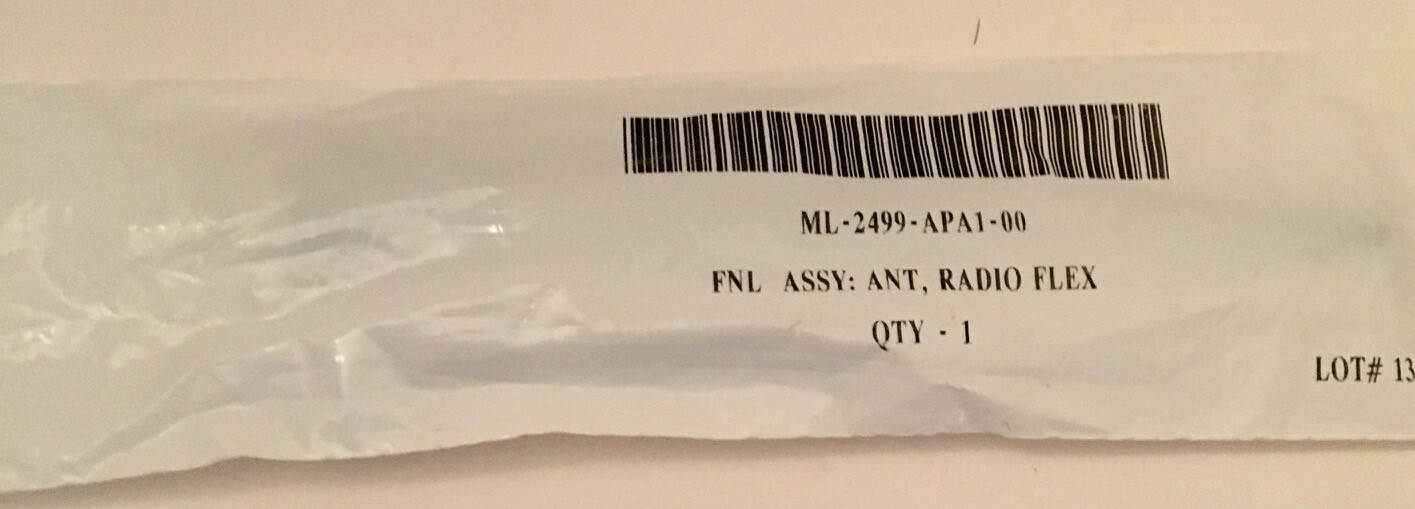 ML-2499-APA1-00
FNL ASSY: ANT, RADIO FLEX
QTY - 1
LOT# 13